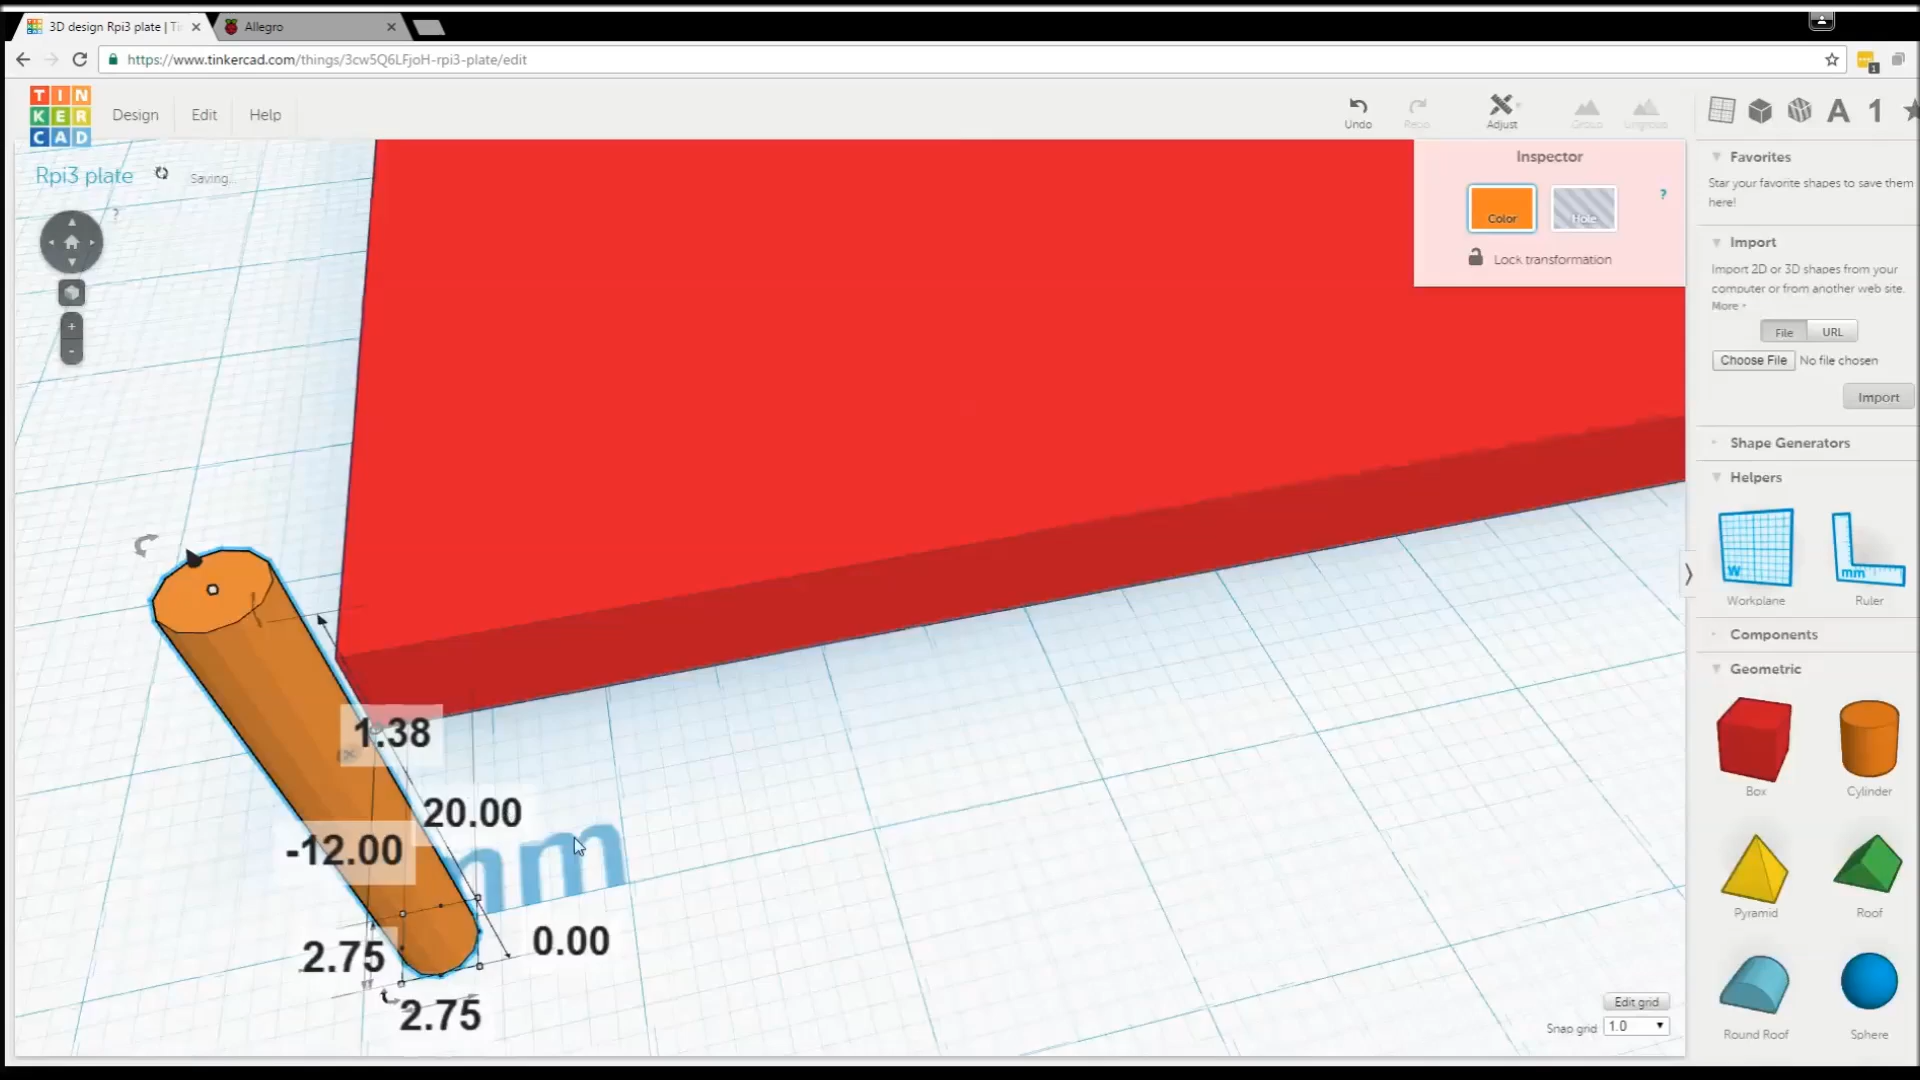 3D design Rpi3 plate | Ti
Allegro
https://www.tinkercad.com/things/3cw5Q6LFjoH-rpi3-plate/edit
TIN
KER
CAD
Design
Edit
Help
Undo
Redo
Adjust
Group
Ungroup
A
1
Rpi3 plate
Saving..
?
Inspector
Color
Hole
?
Lock transformation
Favorites
Star your favorite shapes to save them
here!
Import
Import 2D or 3D shapes from your
computer or from another web site.
More
File
URL
Choose File
No file chosen
Import
Shape Generators
Helpers
W
mm
Workplane
Ruler
Components
Geometric
Box
Cylinder
Pyramid
Roof
Round Roof
Sphere
1.38
20.00
-12.00
mm
2.75
0.00
2.75
Edit grid
Snap grid
1.0